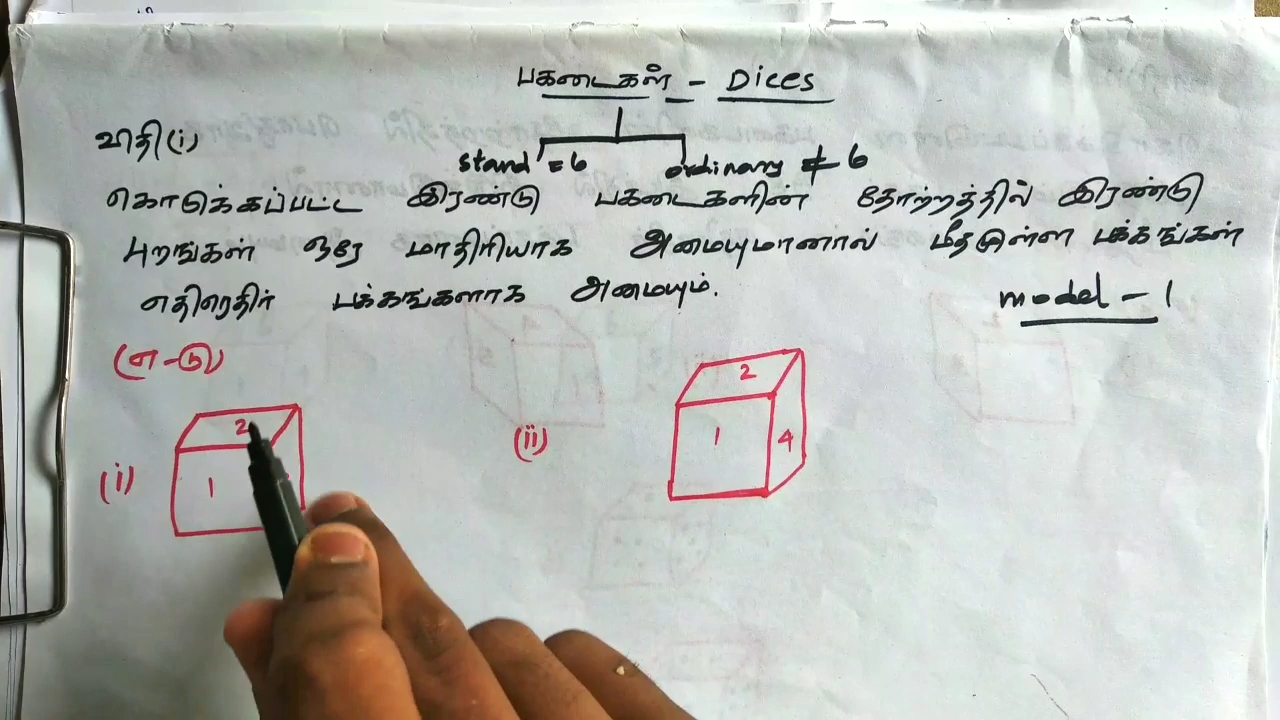 பகடைகள் - Dices
விதி (i)
stand = 6 ordinary ≠ 6
கொடுக்கப்பட்ட இரண்டு பகடைகளின் தோற்றத்தில் இரண்டு
புறங்கள் ஒரே மாதிரியாக அமையுமானால் மீதமுள்ள பக்கங்கள்
எதிரெதிர் பக்கங்களாக அமையும்.
model - 1
(எ-டு)
(i) 2 1
(ii) 2 1 4